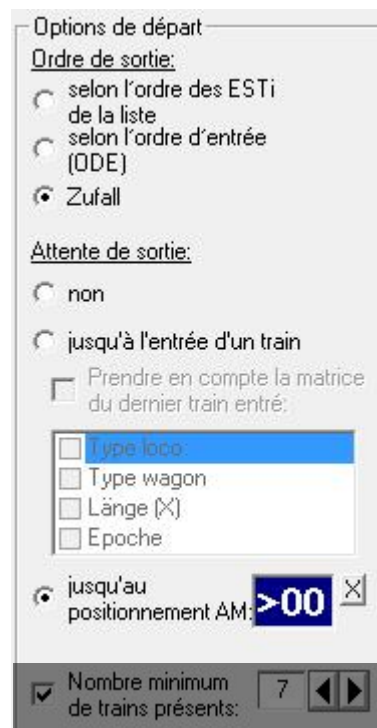 Options de départ
Ordre de sortie:
selon l'ordre des ESTi
de la liste
selon l'ordre d'entrée
(ODE)
Zufall
Attente de sortie:
non
jusqu'à l'entrée d'un train
Prendre en compte la matrice
du dernier train entré:
Type loco
Type wagon
Länge (X)
Epoche
jusqu'au
positionnement AM: >00 X
Nombre minimum
de trains présents: 7